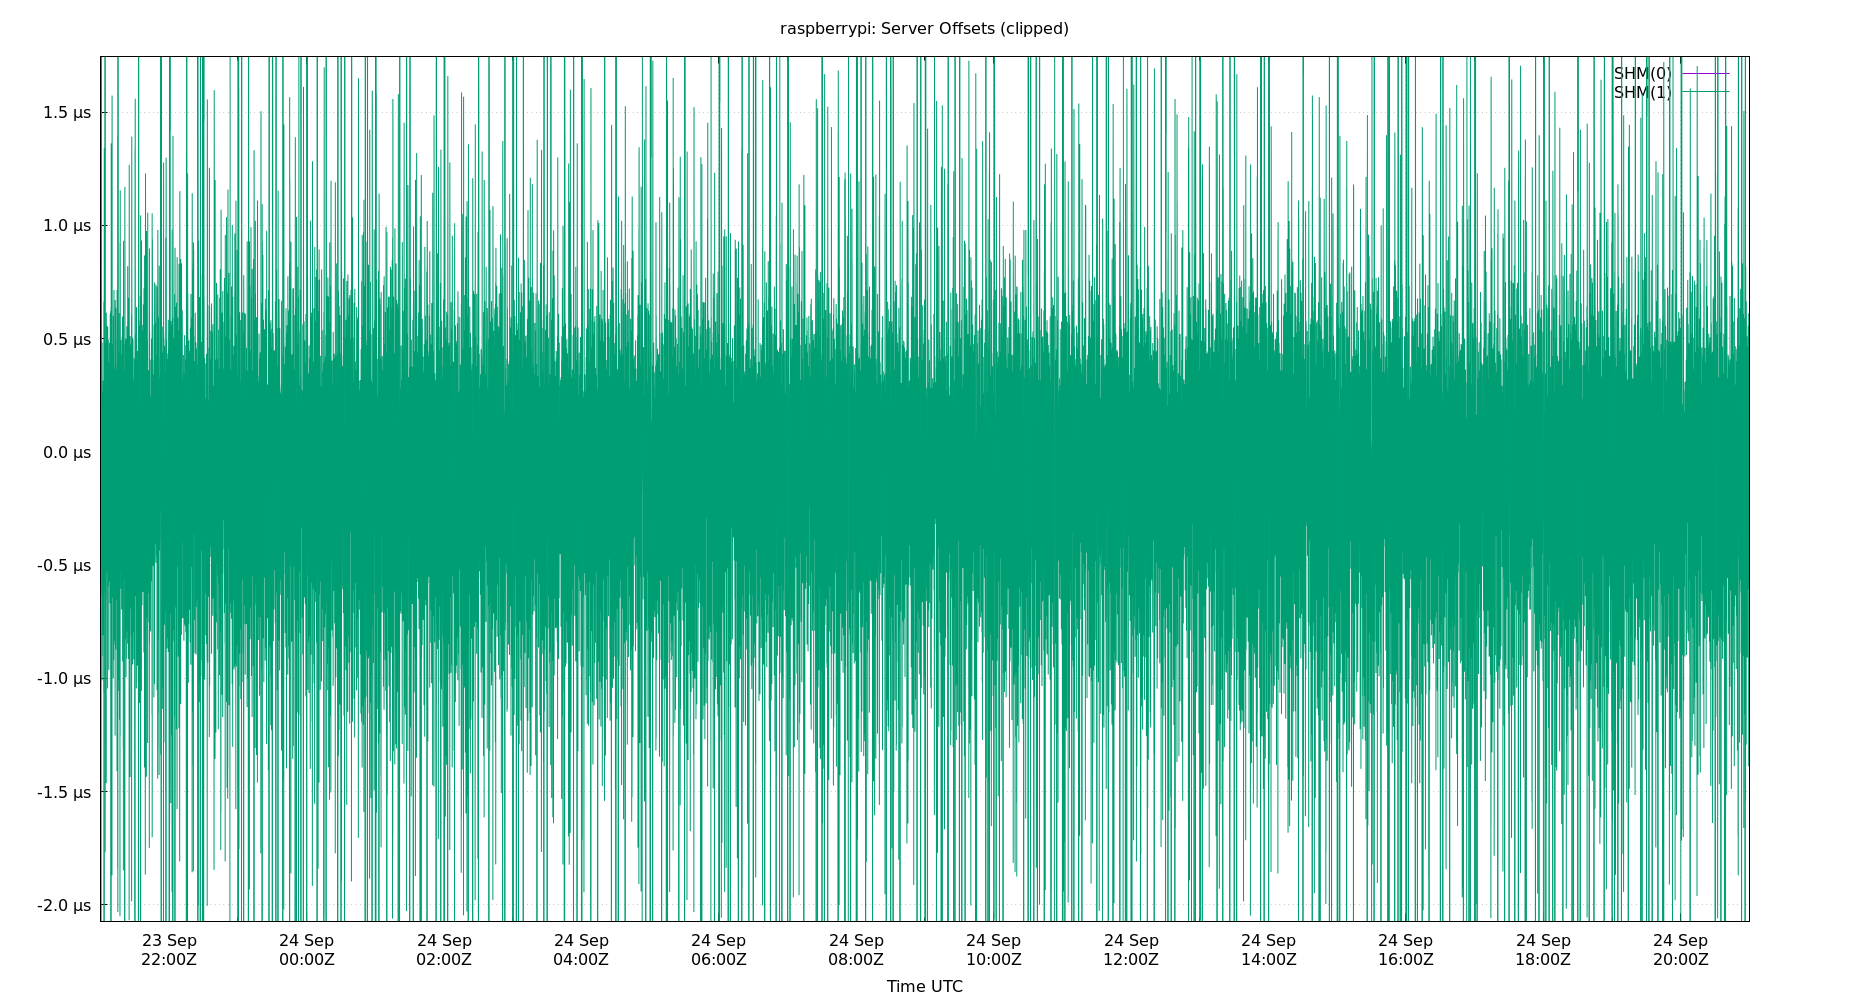 raspberrypi: Server Offsets (clipped)
SHM(0)
SHM(1)
1.5 µs
1.0 µs
0.5 µs
0.0 µs
-0.5 µs
-1.0 µs
-1.5 µs
-2.0 µs
23 Sep 24 Sep 24 Sep 24 Sep 24 Sep 24 Sep 24 Sep 24 Sep 24 Sep 24 Sep 24 Sep 24 Sep
22:00Z 00:00Z 02:00Z 04:00Z 06:00Z 08:00Z 10:00Z 12:00Z 14:00Z 16:00Z 18:00Z 20:00Z
Time UTC